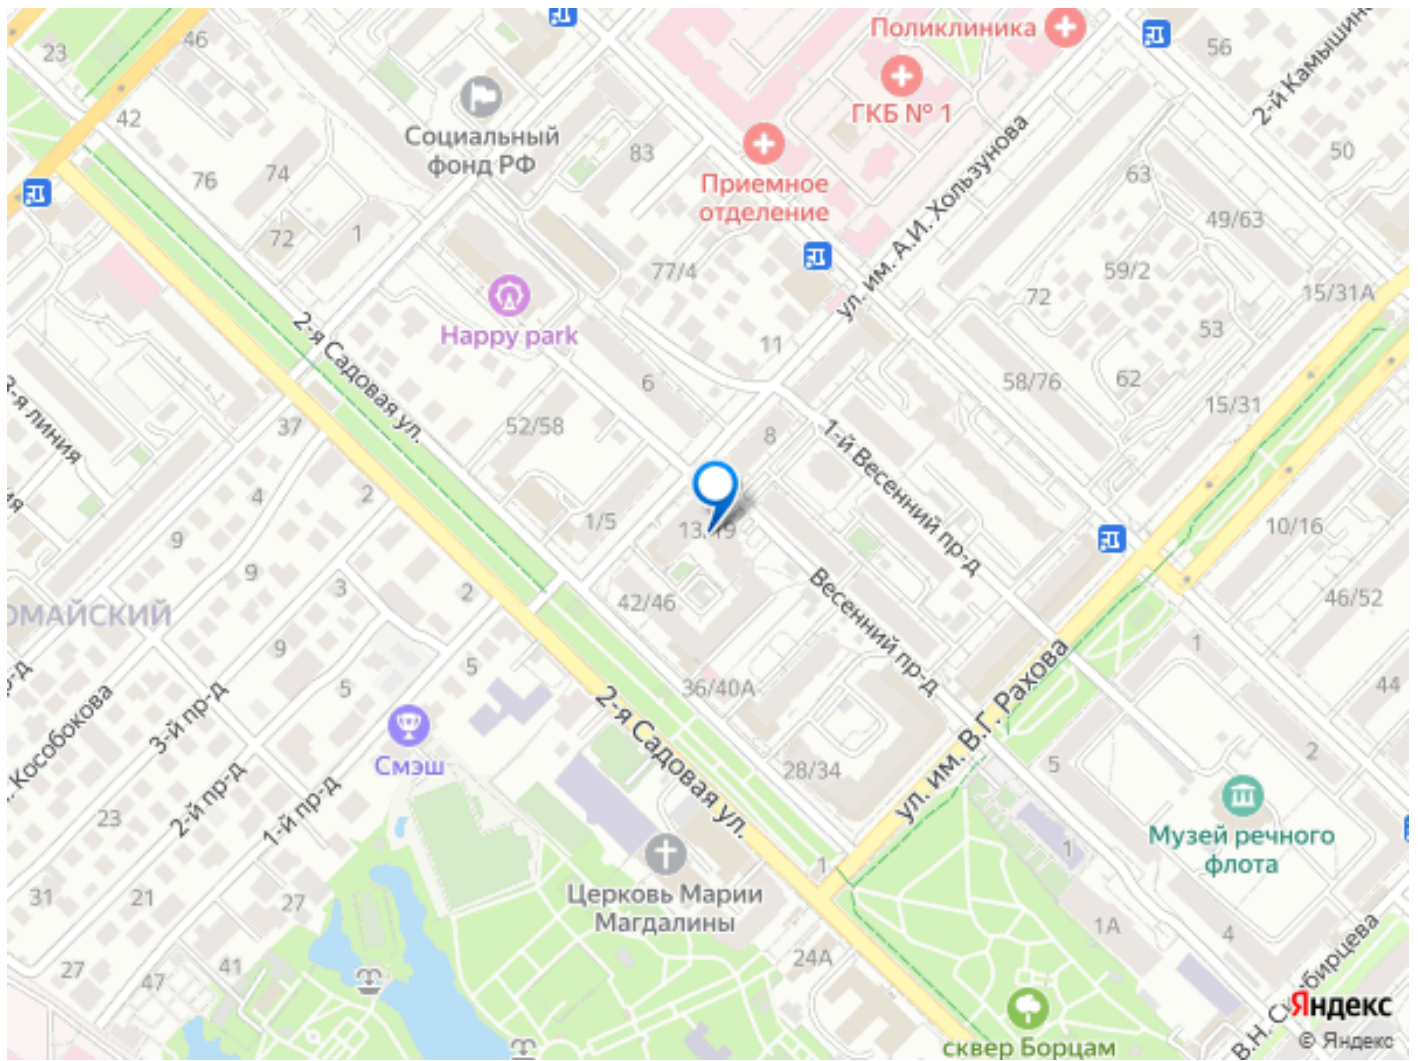 Поликлиника
23
46
56
2-й Камышинс
42
ГКБ № 1
Социальный
фонд РФ
83
50
76
74
Приемное
отделение
63
ул. им. А.И. Хользунова
49/63
72
1
77/4
59/2
15/31А
72
Happy park
53
2-я Садовая ул.
11
6
58/76
62
15/31
3-я линия
37
52/58
8
1-й Весенний пр-д
4
2
1/5
13/19
10/16
9
9
3
2
42/46
Весенний пр-д
46/52
ОМАЙСКИЙ
9
5
5
1
Кособокова
3-й пр-д
36/40А
44
2-я Садовая ул.
ул. им. В.Г. Рахова
Смэш
28/34
5
2
2-й пр-д
1-й пр-д
23
Музей речного
флота
1
1
31
21
27
Церковь Марии
Магдалины
1А
4
27
47
41
24А
В.Н. Ск
бирцева
сквер Борцам
Яндекс
© Яндекс